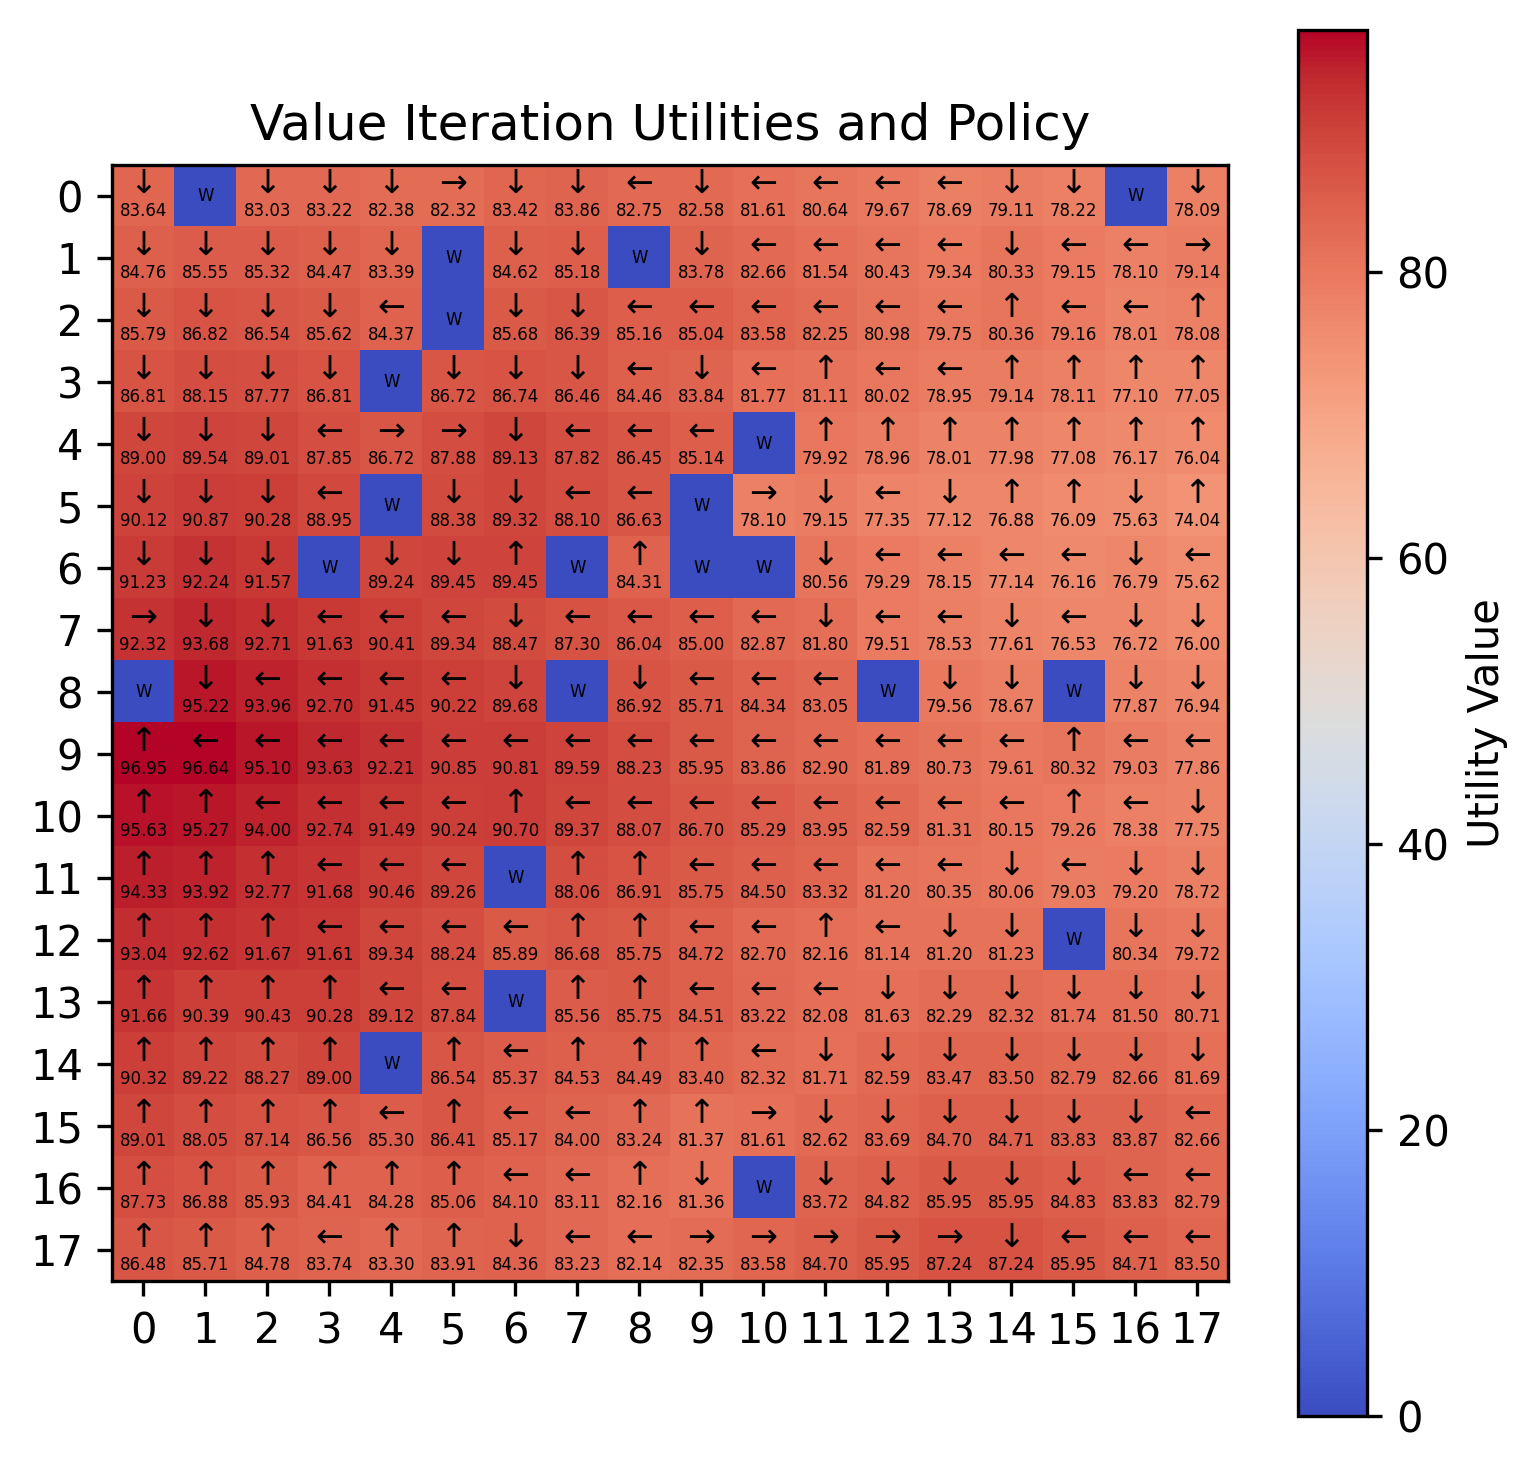 Value Iteration Utilities and Policy
0 ↓ W ↓ ↓ ↓ → ↓ ↓ ← ↓ ← ← ← ← ↓ ↓ W ↓
83.64 83.03 83.22 82.38 82.32 83.42 83.86 82.75 82.58 81.61 80.64 79.67 78.69 79.11 78.22 78.09
1 ↓ ↓ ↓ ↓ ↓ W ↓ ↓ W ↓ ← ← ← ← ↓ ← ← →
84.76 85.55 85.32 84.47 83.39 84.62 85.18 83.78 82.66 81.54 80.43 79.34 80.33 79.15 78.10 79.14
2 ↓ ↓ ↓ ↓ ← W ↓ ↓ ← ← ← ← ← ← ↑ ← ← ↑
85.79 86.82 86.54 85.62 84.37 85.68 86.39 85.16 85.04 83.58 82.25 80.98 79.75 80.36 79.16 78.01 78.08
3 ↓ ↓ ↓ ↓ W ↓ ↓ ↓ ← ↓ ← ↑ ← ← ↑ ↑ ↑ ↑
86.81 88.15 87.77 86.81 86.72 86.74 86.46 84.46 83.84 81.77 81.11 80.02 78.95 79.14 78.11 77.10 77.05
4 ↓ ↓ ↓ ← → → ↓ ← ← ← W ↑ ↑ ↑ ↑ ↑ ↑ ↑
89.00 89.54 89.01 87.85 86.72 87.88 89.13 87.82 86.45 85.14 79.92 78.96 78.01 77.98 77.08 76.17 76.04
5 ↓ ↓ ↓ ← W ↓ ↓ ← ← W → ↓ ← ↓ ↑ ↑ ↓ ↑
90.12 90.87 90.28 88.95 88.38 89.32 88.10 86.63 78.10 79.15 77.35 77.12 76.88 76.09 75.63 74.04
6 ↓ ↓ ↓ W ↓ ↓ ↑ W ↑ W W ↓ ← ← ← ← ↓ ←
91.23 92.24 91.57 89.24 89.45 89.45 84.31 80.56 79.29 78.15 77.14 76.16 76.79 75.62
7 → ↓ ↓ ← ← ← ↓ ← ← ← ← ↓ ← ← ↓ ← ↓ ↓
92.32 93.68 92.71 91.63 90.41 89.34 88.47 87.30 86.04 85.00 82.87 81.80 79.51 78.53 77.61 76.53 76.72 76.00
8 W ↓ ← ← ← ← ↓ W ↓ ← ← ← W ↓ ↓ W ↓ ↓
95.22 93.96 92.70 91.45 90.22 89.68 86.92 85.71 84.34 83.05 79.56 78.67 77.87 76.94
9 ↑ ← ← ← ← ← ← ← ← ← ← ← ← ← ← ↑ ← ←
96.95 96.64 95.10 93.63 92.21 90.85 90.81 89.59 88.23 85.95 83.86 82.90 81.89 80.73 79.61 80.32 79.03 77.86
10 ↑ ↑ ← ← ← ← ↑ ← ← ← ← ← ← ← ← ↑ ← ↓
95.63 95.27 94.00 92.74 91.49 90.24 90.70 89.37 88.07 86.70 85.29 83.95 82.59 81.31 80.15 79.26 78.38 77.75
11 ↑ ↑ ↑ ← ← ← W ↑ ↑ ← ← ← ← ← ↓ ← ↓ ↓
94.33 93.92 92.77 91.68 90.46 89.26 88.06 86.91 85.75 84.50 83.32 81.20 80.35 80.06 79.03 79.20 78.72
12 ↑ ↑ ↑ ← ← ← ← ↑ ↑ ← ← ↑ ← ↓ ↓ W ↓ ↓
93.04 92.62 91.67 91.61 89.34 88.24 85.89 86.68 85.75 84.72 82.70 82.16 81.14 81.20 81.23 80.34 79.72
13 ↑ ↑ ↑ ↑ ← ← W ↑ ↑ ← ← ← ↓ ↓ ↓ ↓ ↓ ↓
91.66 90.39 90.43 90.28 89.12 87.84 85.56 85.75 84.51 83.22 82.08 81.63 82.29 82.32 81.74 81.50 80.71
14 ↑ ↑ ↑ ↑ W ↑ ← ↑ ↑ ↑ ← ↓ ↓ ↓ ↓ ↓ ↓ ↓
90.32 89.22 88.27 89.00 86.54 85.37 84.53 84.49 83.40 82.32 81.71 82.59 83.47 83.50 82.79 82.66 81.69
15 ↑ ↑ ↑ ↑ ← ↑ ← ← ↑ ↑ → ↓ ↓ ↓ ↓ ↓ ↓ ←
89.01 88.05 87.14 86.56 85.30 86.41 85.17 84.00 83.24 81.37 81.61 82.62 83.69 84.70 84.71 83.83 83.87 82.66
16 ↑ ↑ ↑ ↑ ↑ ↑ ← ← ↑ ↓ W ↓ ↓ ↓ ↓ ↓ ← ←
87.73 86.88 85.93 84.41 84.28 85.06 84.10 83.11 82.16 81.36 83.72 84.82 85.95 85.95 84.83 83.83 82.79
17 ↑ ↑ ↑ ← ↑ ↑ ↓ ← ← → → → → → ↓ ← ← ←
86.48 85.71 84.78 83.74 83.30 83.91 84.36 83.23 82.14 82.35 83.58 84.70 85.95 87.24 87.24 85.95 84.71 83.50
0 1 2 3 4 5 6 7 8 9 10 11 12 13 14 15 16 17
80
60
40
20
0
Utility Value